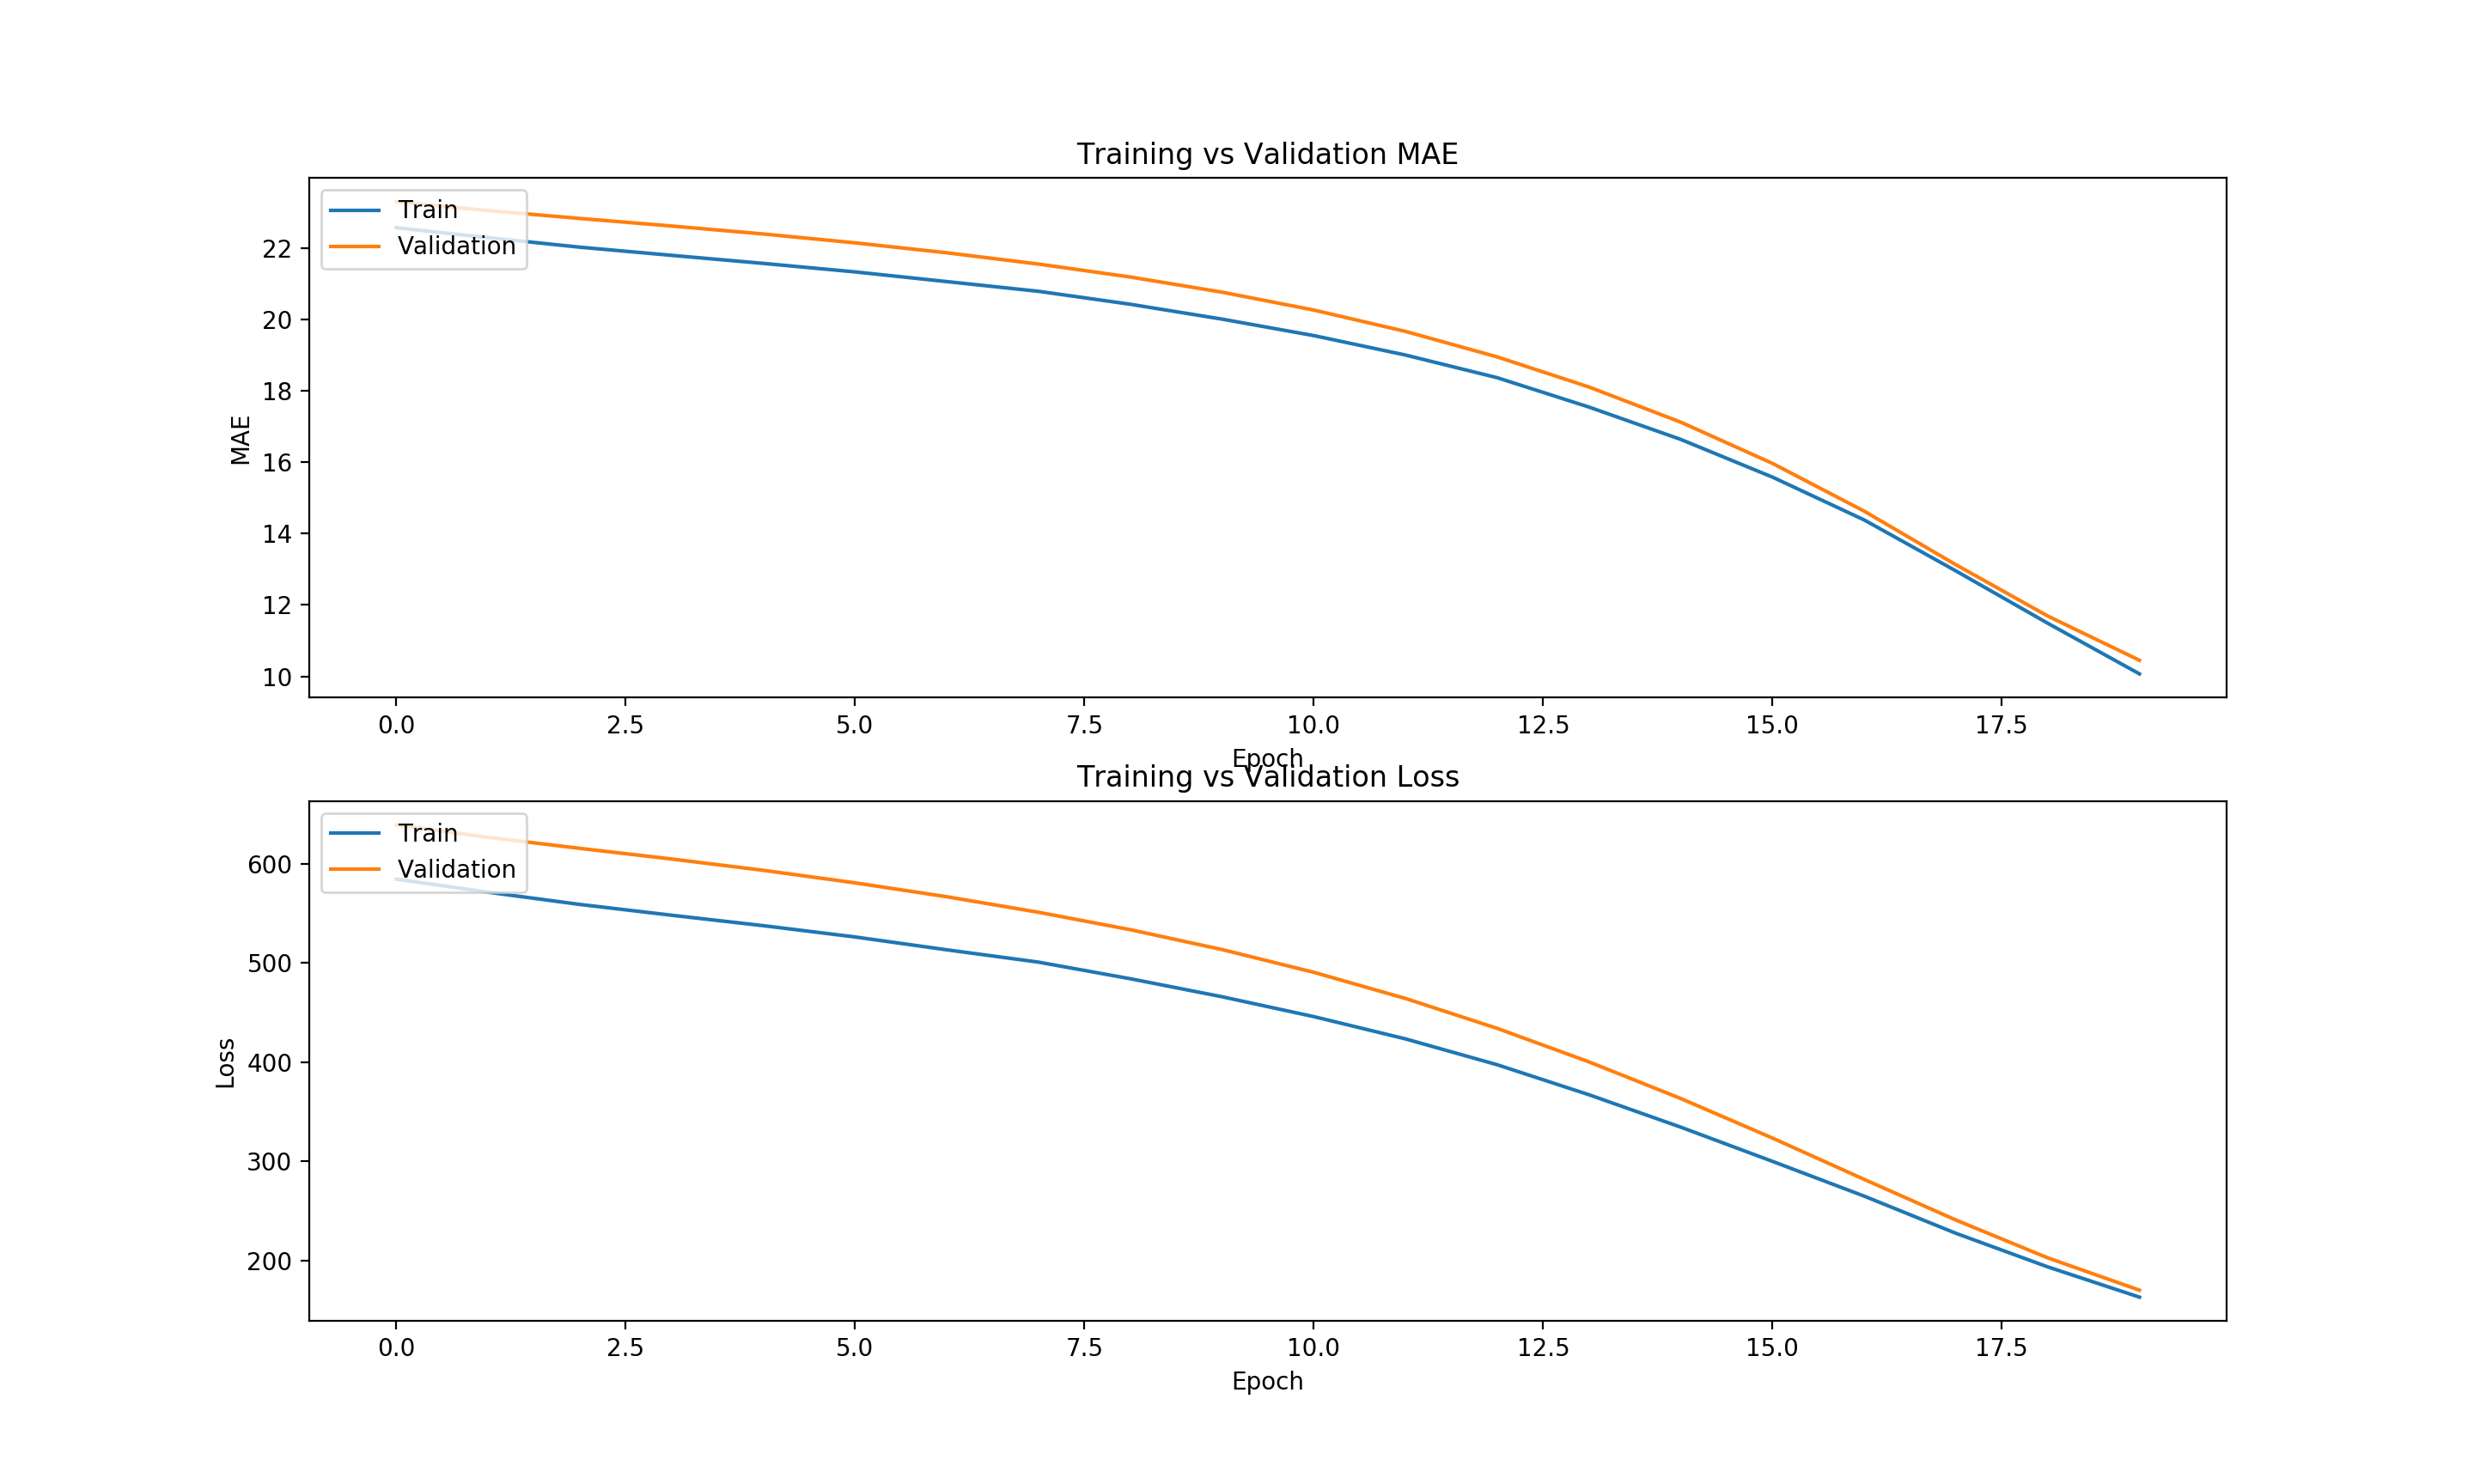 Training vs Validation MAE
Train
Validation
22
20
18
16
14
12
10
MAE
0.0 2.5 5.0 7.5 10.0 12.5 15.0 17.5
Epoch
Training vs Validation Loss
Train
Validation
600
500
400
300
200
Loss
0.0 2.5 5.0 7.5 10.0 12.5 15.0 17.5
Epoch